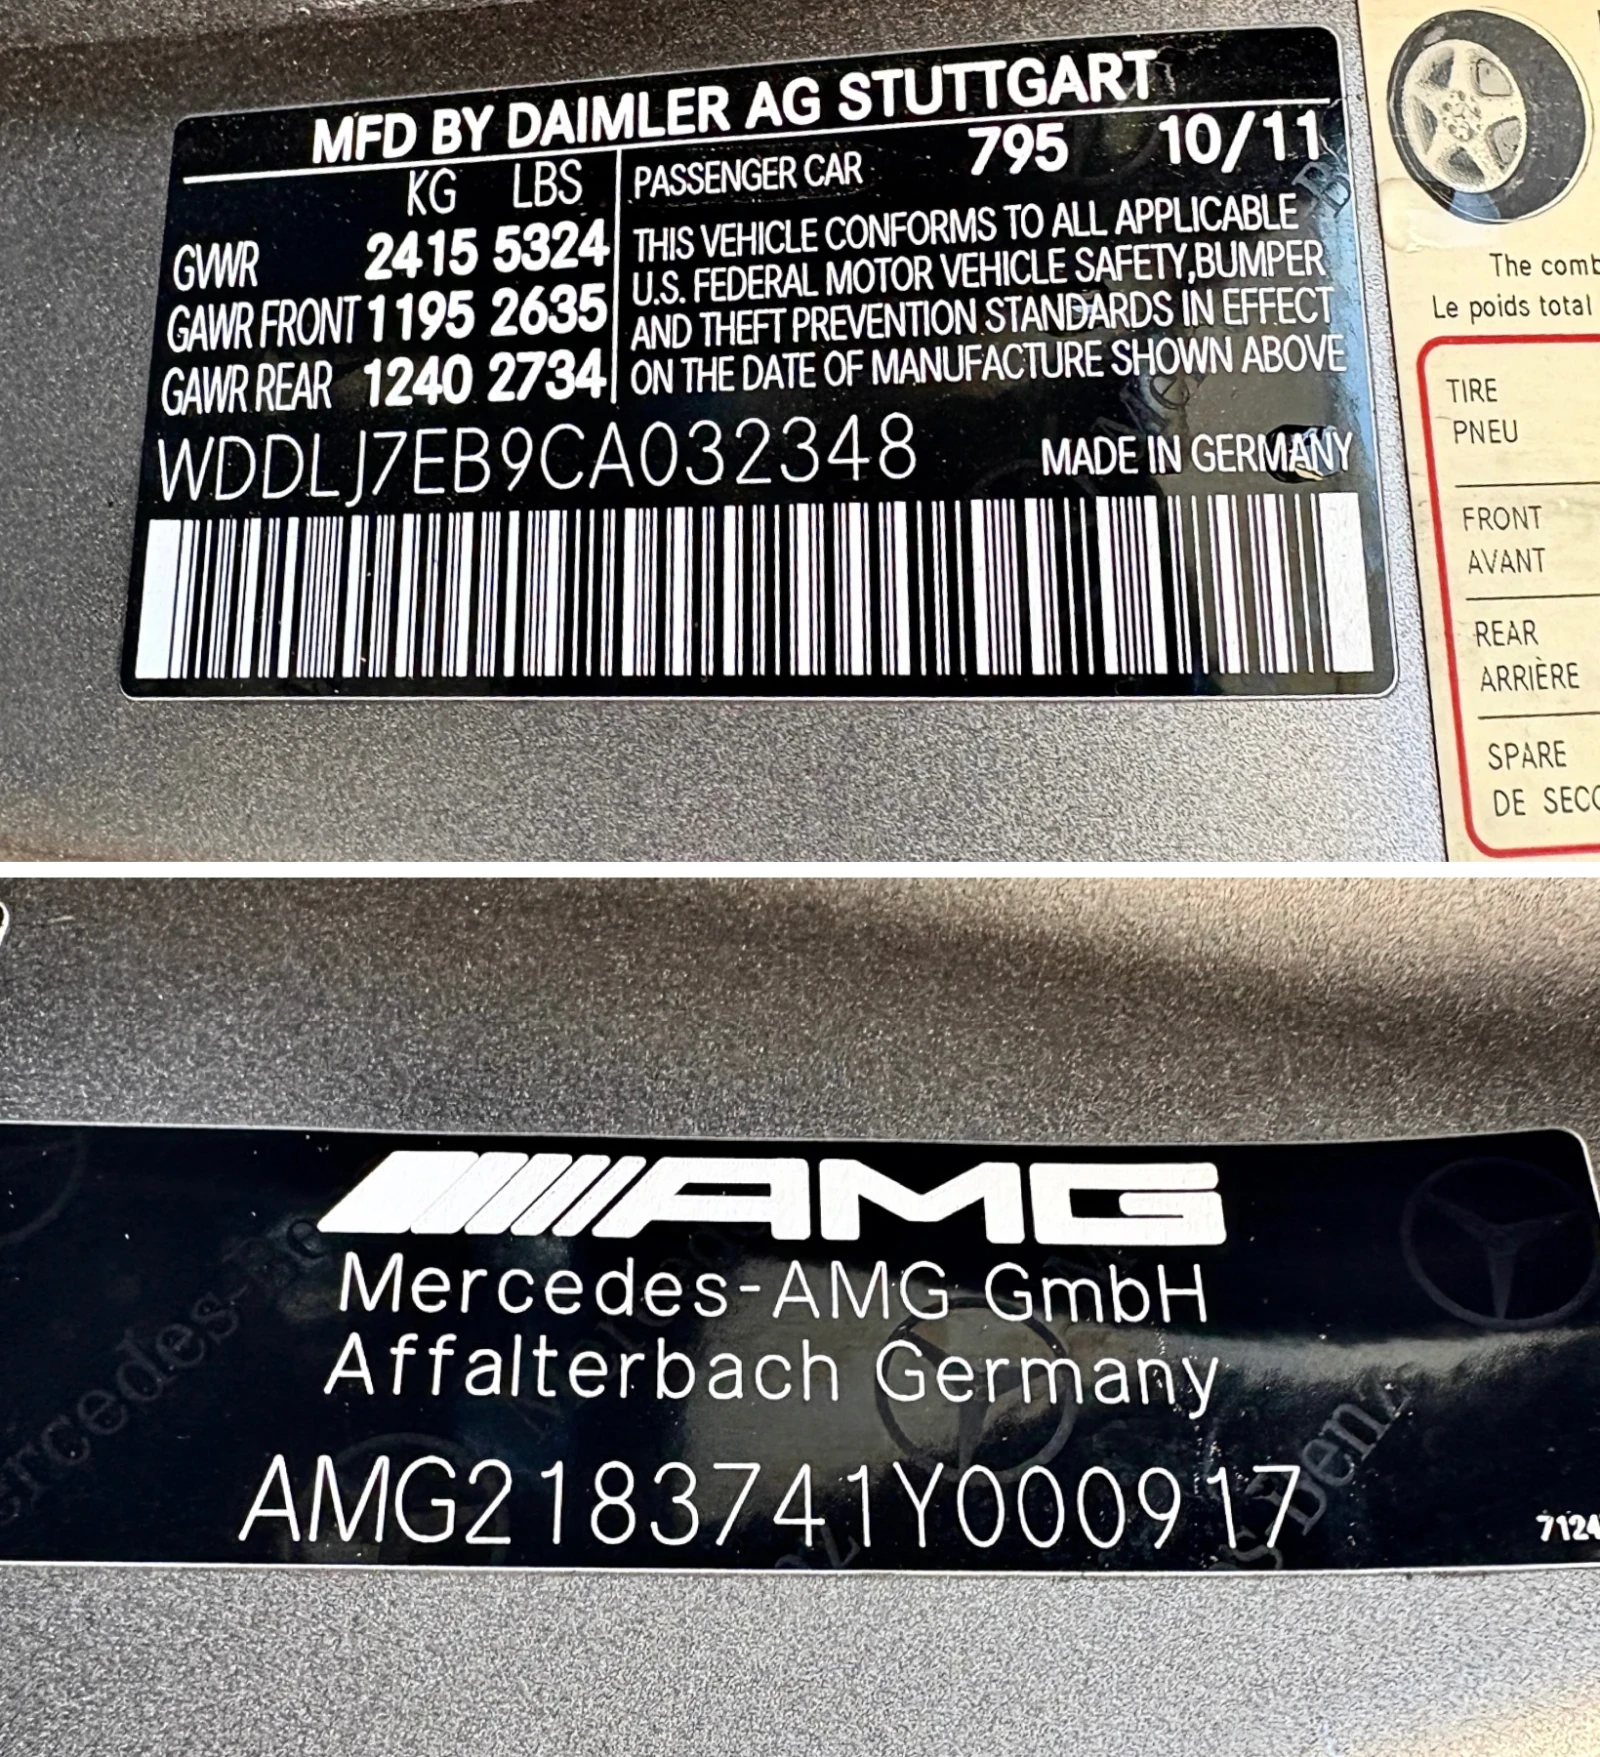 MFD BY DAIMLER AG STUTTGART
KG LBS
GVWR 2415 5324
GAWR FRONT 1195 2635
GAWR REAR 1240 2734
PASSENGER CAR 795 10/11
THIS VEHICLE CONFORMS TO ALL APPLICABLE
U.S. FEDERAL MOTOR VEHICLE SAFETY,BUMPER
AND THEFT PREVENTION STANDARDS IN EFFECT
ON THE DATE OF MANUFACTURE SHOWN ABOVE
WDDLJ7EB9CA032348
MADE IN GERMANY
The comb
Le poids total
TIRE
PNEU
FRONT
AVANT
REAR
ARRIÈRE
SPARE
DE SECO
AMG
Mercedes-AMG GmbH
Affalterbach Germany
AMG2183741Y000917
7124